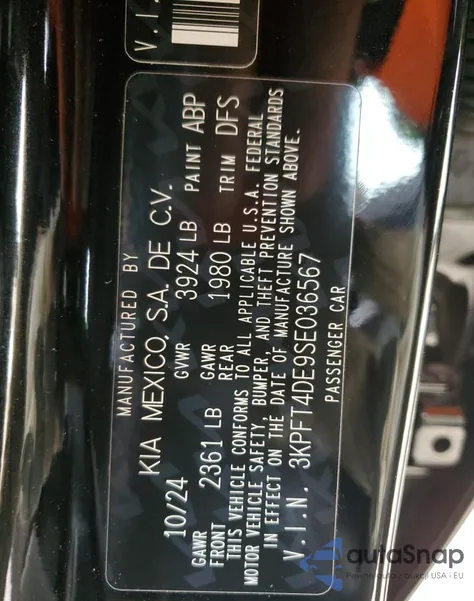 V.I.
MANUFACTURED BY
KIA MEXICO, S.A. DE C.V.
10/24 GVWR 3924 LB PAINT ABP
GAWR FRONT 2361 LB GAWR REAR 1980 LB TRIM DFS
THIS VEHICLE CONFORMS TO ALL APPLICABLE U.S.A. FEDERAL
MOTOR VEHICLE SAFETY, BUMPER, AND THEFT PREVENTION STANDARDS
IN EFFECT ON THE DATE OF MANUFACTURE SHOWN ABOVE.
V.I.N. 3KPFT4DE9SE036567
PASSENGER CAR
autaSnap